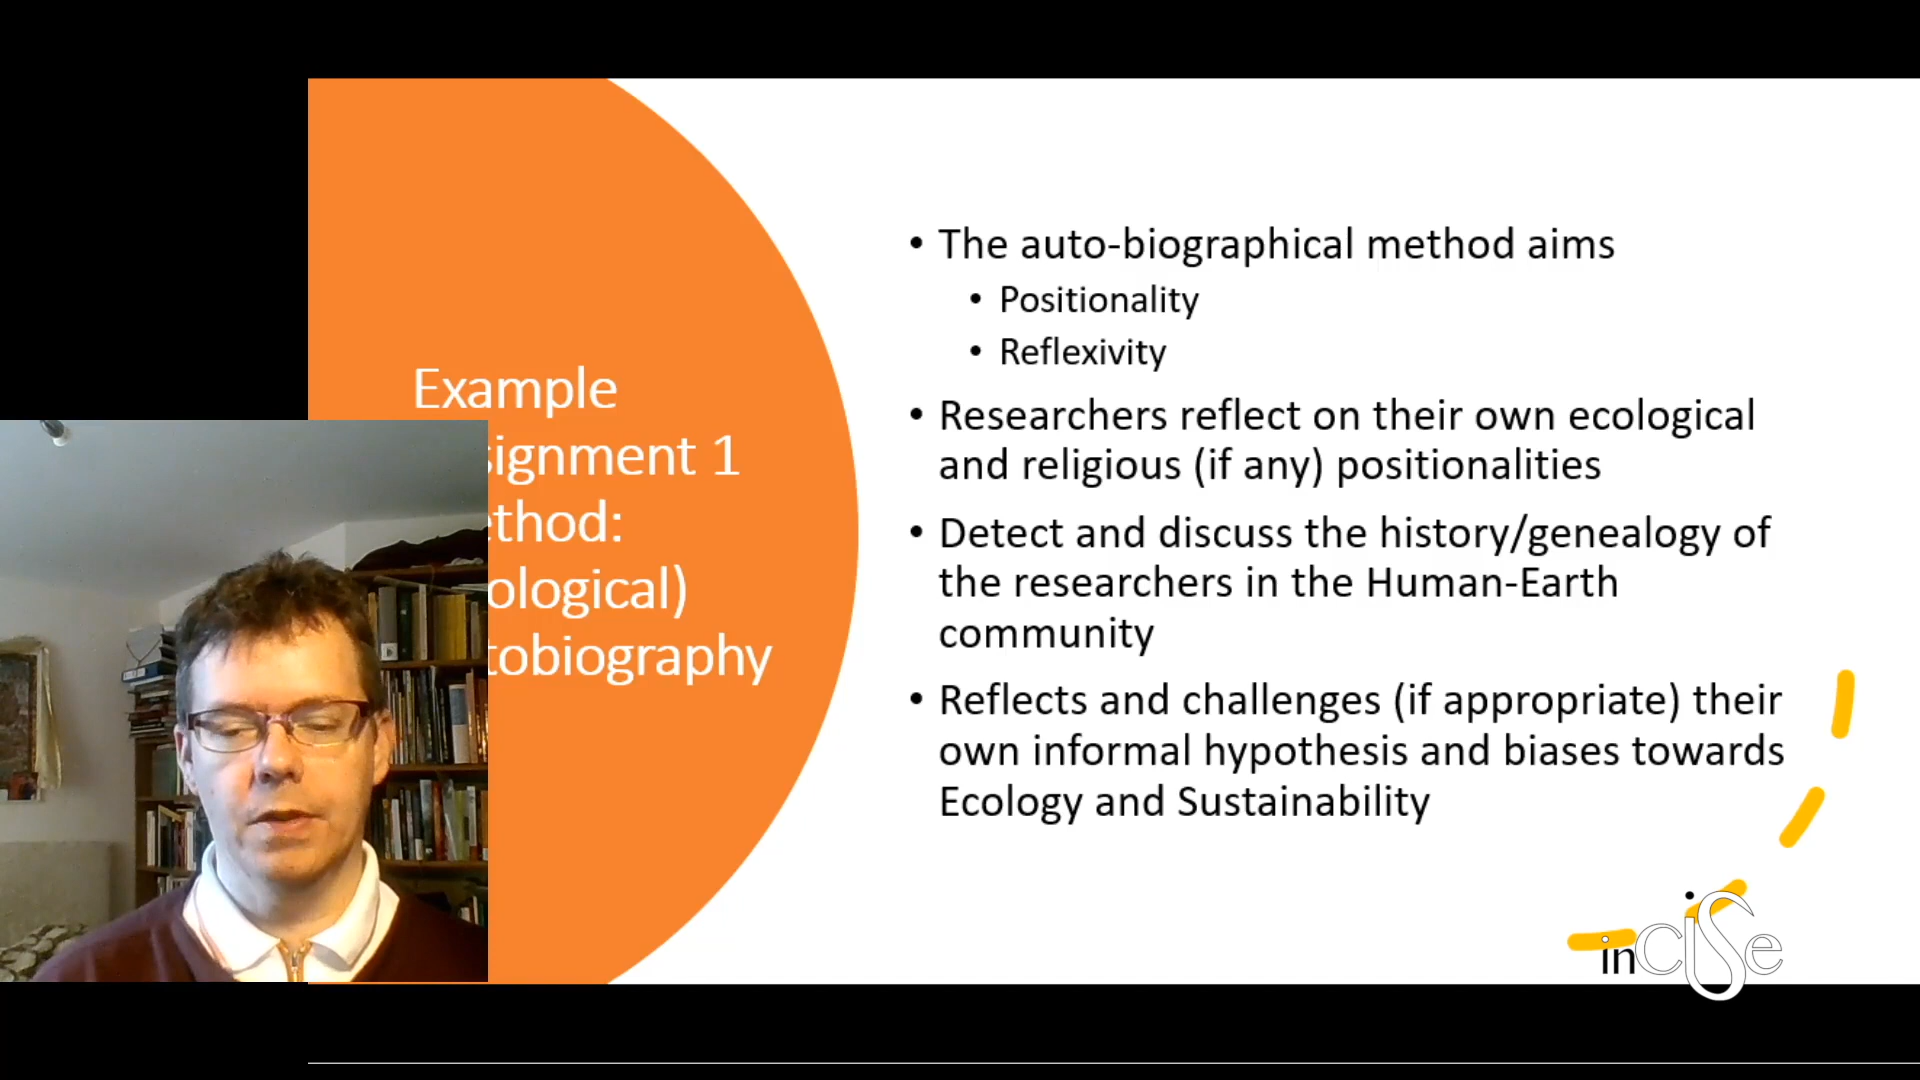 Example
signment 1
thod:
ological)
tobiography
• The auto-biographical method aims
• Positionality
• Reflexivity
• Researchers reflect on their own ecological
and religious (if any) positionalities
• Detect and discuss the history/genealogy of
the researchers in the Human-Earth
community
• Reflects and challenges (if appropriate) their
own informal hypothesis and biases towards
Ecology and Sustainability
inCiSe